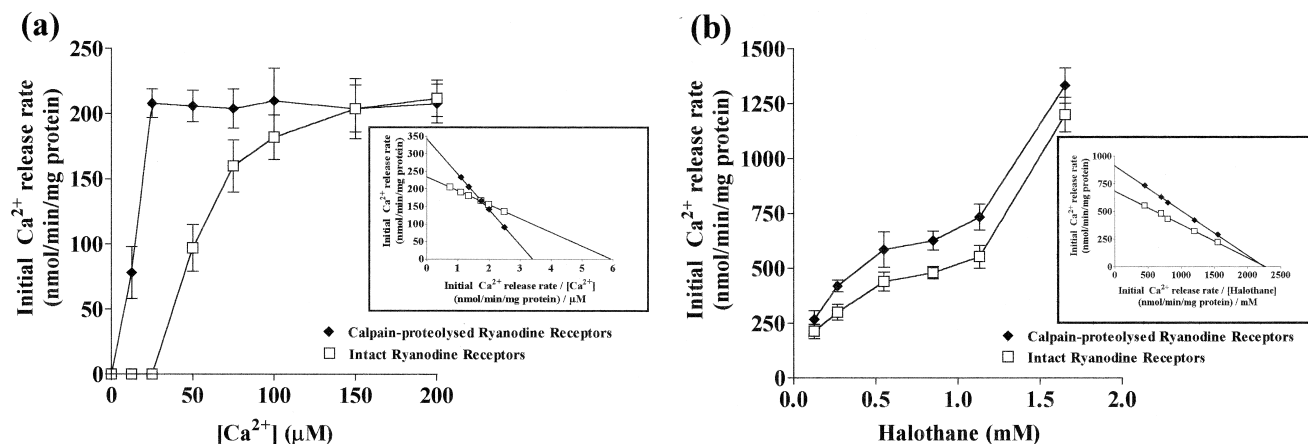 (a)
250
200
150
100
50
0
Initial Ca²⁺ release rate
(nmol/min/mg protein)
0 50 100 150 200
[Ca²⁺] (µM)
350
300
250
200
150
100
50
0
Initial Ca²⁺ release rate
(nmol/min/mg protein)
0 1 2 3 4 5 6
Initial Ca²⁺ release rate / [Ca²⁺]
(nmol/min/mg protein) / µM
Calpain-proteolysed Ryanodine Receptors
Intact Ryanodine Receptors
(b)
1500
1250
1000
750
500
250
0
Initial Ca²⁺ release rate
(nmol/min/mg protein)
0.0 0.5 1.0 1.5 2.0
Halothane (mM)
1000
750
500
250
0
Initial Ca²⁺ release rate
(nmol/min/mg protein)
0 500 1000 1500 2000 2500
Initial Ca²⁺ release rate / [Halothane]
(nmol/min/mg protein) / mM
Calpain-proteolysed Ryanodine Receptors
Intact Ryanodine Receptors